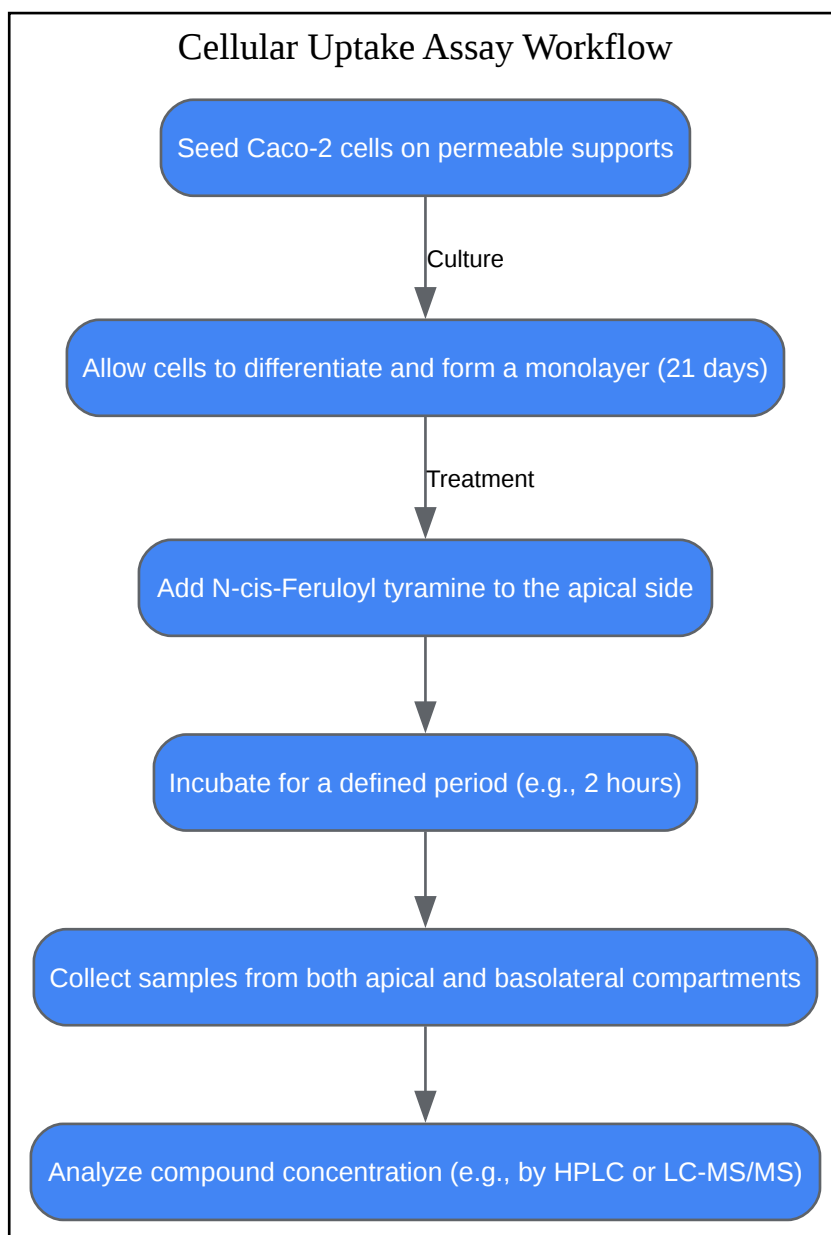 Cellular Uptake Assay Workflow
Seed Caco-2 cells on permeable supports
Culture
Allow cells to differentiate and form a monolayer (21 days)
Treatment
Add N-cis-Feruloyl tyramine to the apical side
Incubate for a defined period (e.g., 2 hours)
Collect samples from both apical and basolateral compartments
Analyze compound concentration (e.g., by HPLC or LC-MS/MS)